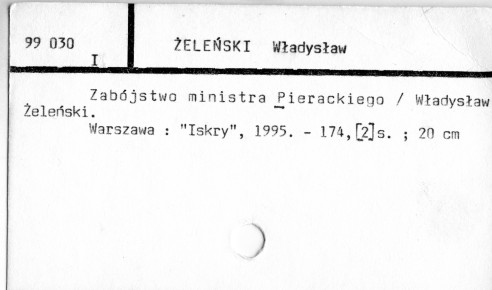 99 030 ŻELEŃSKI Władysław
I
Zabójstwo ministra Pierackiego / Władysław
Żeleński.
Warszawa : "Iskry", 1995. - 174,[2]s. ; 20 cm